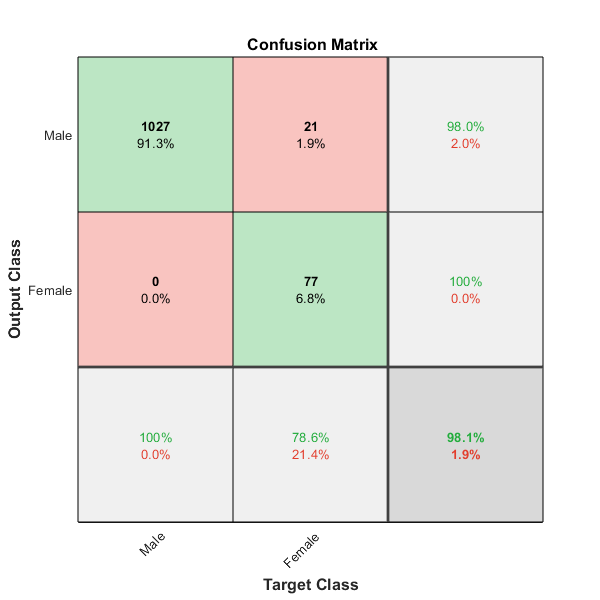 Confusion Matrix
Male
1027
91.3%
21
1.9%
98.0%
2.0%
Female
0
0.0%
77
6.8%
100%
0.0%
100%
0.0%
78.6%
21.4%
98.1%
1.9%
Male
Female
Target Class
Output Class